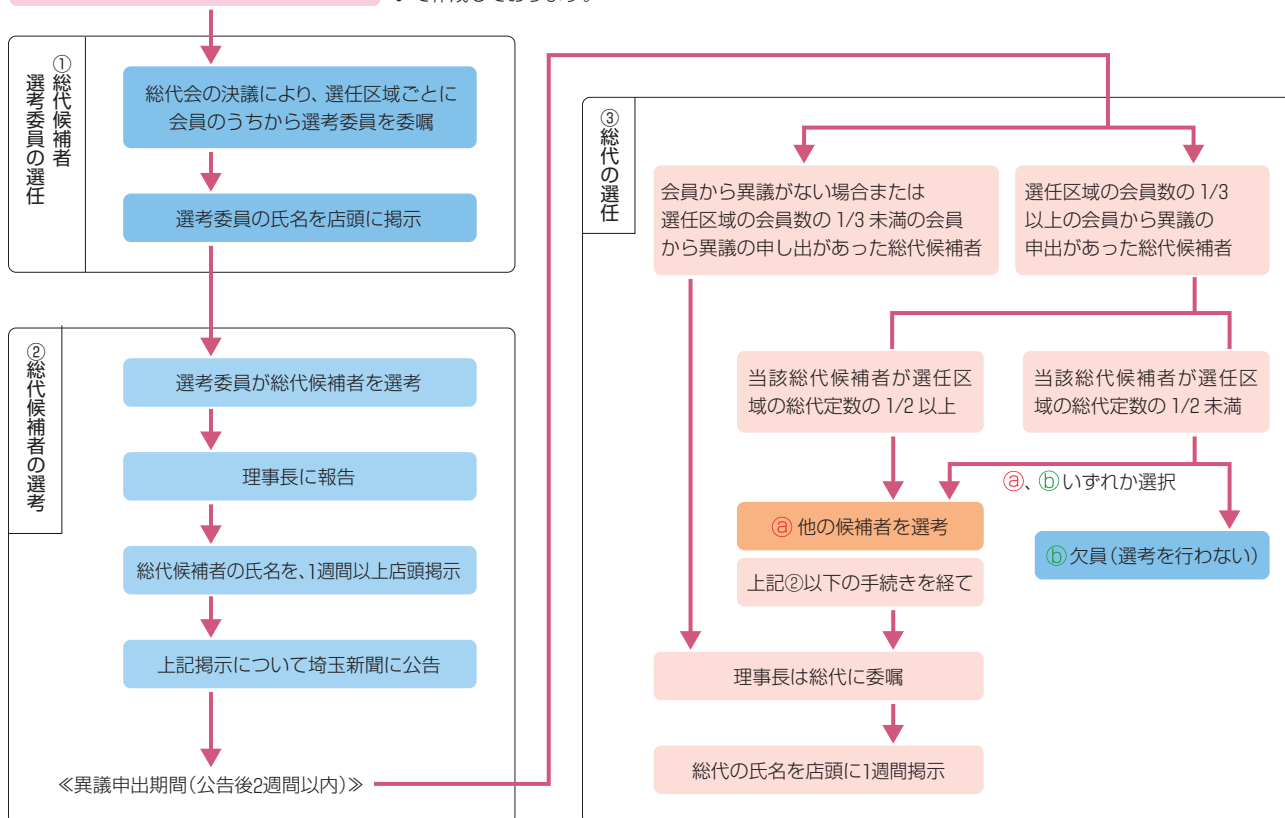 いて作成しております。
①総代候補者
選考委員の選任
総代会の決議により、選任区域ごとに
会員のうちから選考委員を委嘱
選考委員の氏名を店頭に掲示
②総代候補者の選考
選考委員が総代候補者を選考
理事長に報告
総代候補者の氏名を、1週間以上店頭掲示
上記掲示について埼玉新聞に公告
≪異議申出期間(公告後2週間以内)≫
③総代の選任
会員から異議がない場合または
選任区域の会員数の 1/3 未満の会員
から異議の申し出があった総代候補者
選任区域の会員数の 1/3
以上の会員から異議の
申出があった総代候補者
当該総代候補者が選任区
域の総代定数の 1/2 以上
当該総代候補者が選任区
域の総代定数の 1/2 未満
ⓐ、ⓑいずれか選択
ⓐ 他の候補者を選考
ⓑ欠員(選考を行わない)
上記②以下の手続きを経て
理事長は総代に委嘱
総代の氏名を店頭に1週間掲示